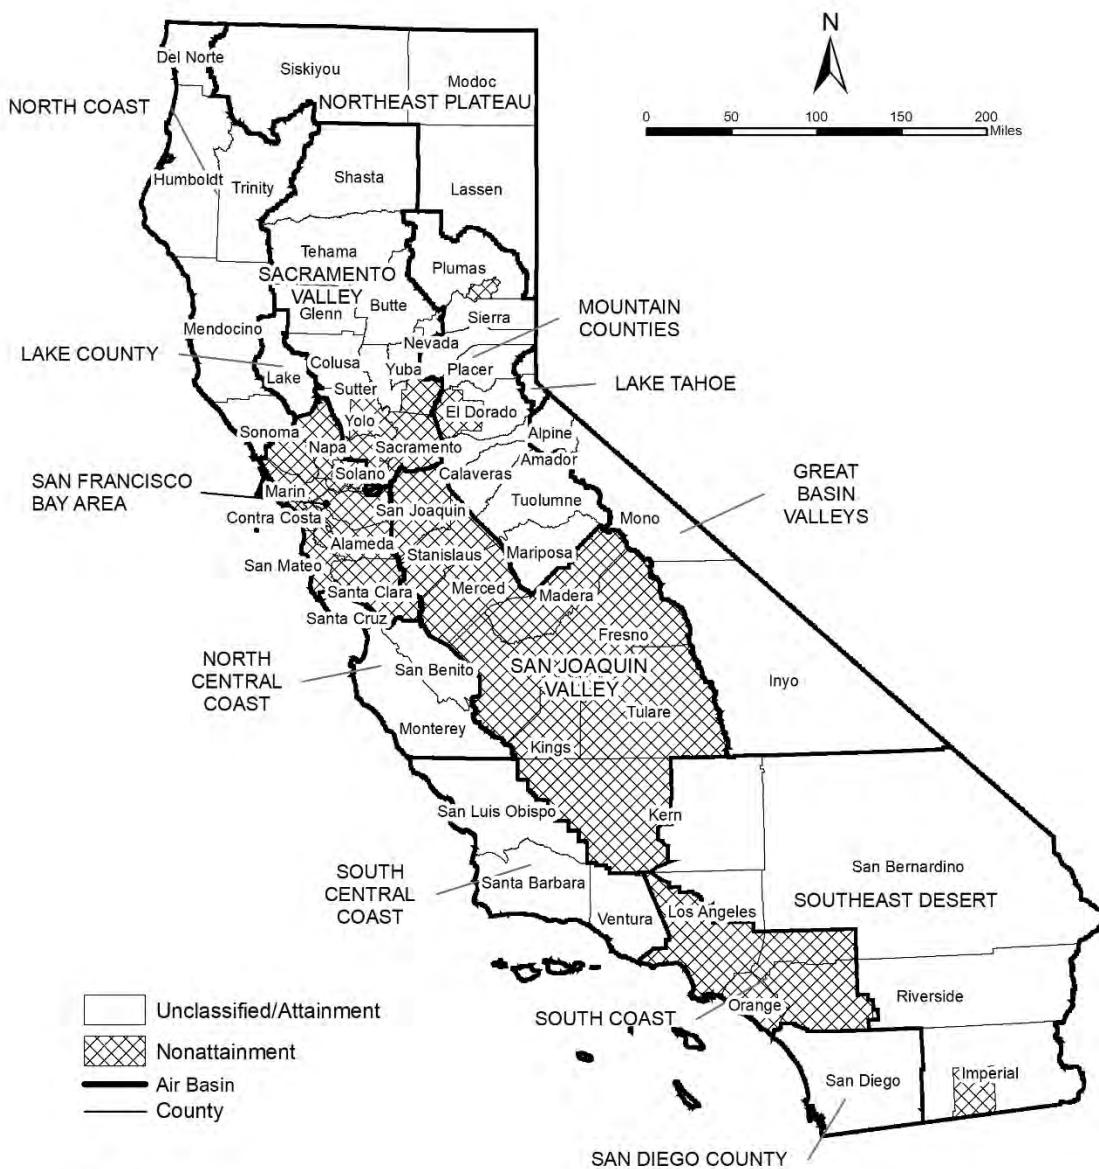 N
0 50 100 150 200
Miles
Del Norte
Siskiyou
Modoc
NORTH COAST
NORTHEAST PLATEAU
Humboldt
Trinity
Shasta
Lassen
Tehama
SACRAMENTO
VALLEY
Plumas
Butte
Glenn
Sierra
MOUNTAIN
COUNTIES
Mendocino
Nevada
LAKE COUNTY
Colusa
Yuba
Placer
Lake
LAKE TAHOE
Sutter
El Dorado
Yolo
Sonoma
Napa
Sacramento
Alpine
Amador
Solano
Calaveras
SAN FRANCISCO
BAY AREA
Marin
Tuolumne
GREAT
BASIN
VALLEYS
Contra Costa
San Joaquin
Mono
Alameda
Stanislaus
Mariposa
San Mateo
Santa Clara
Merced
Madera
Santa Cruz
Fresno
NORTH
CENTRAL
COAST
San Benito
SAN JOAQUIN
VALLEY
Inyo
Tulare
Monterey
Kings
San Luis Obispo
Kern
San Bernardino
SOUTH
CENTRAL
COAST
Santa Barbara
SOUTHEAST DESERT
Ventura
Los Angeles
Riverside
Orange
SOUTH COAST
San Diego
Imperial
SAN DIEGO COUNTY
Unclassified/Attainment
Nonattainment
Air Basin
County